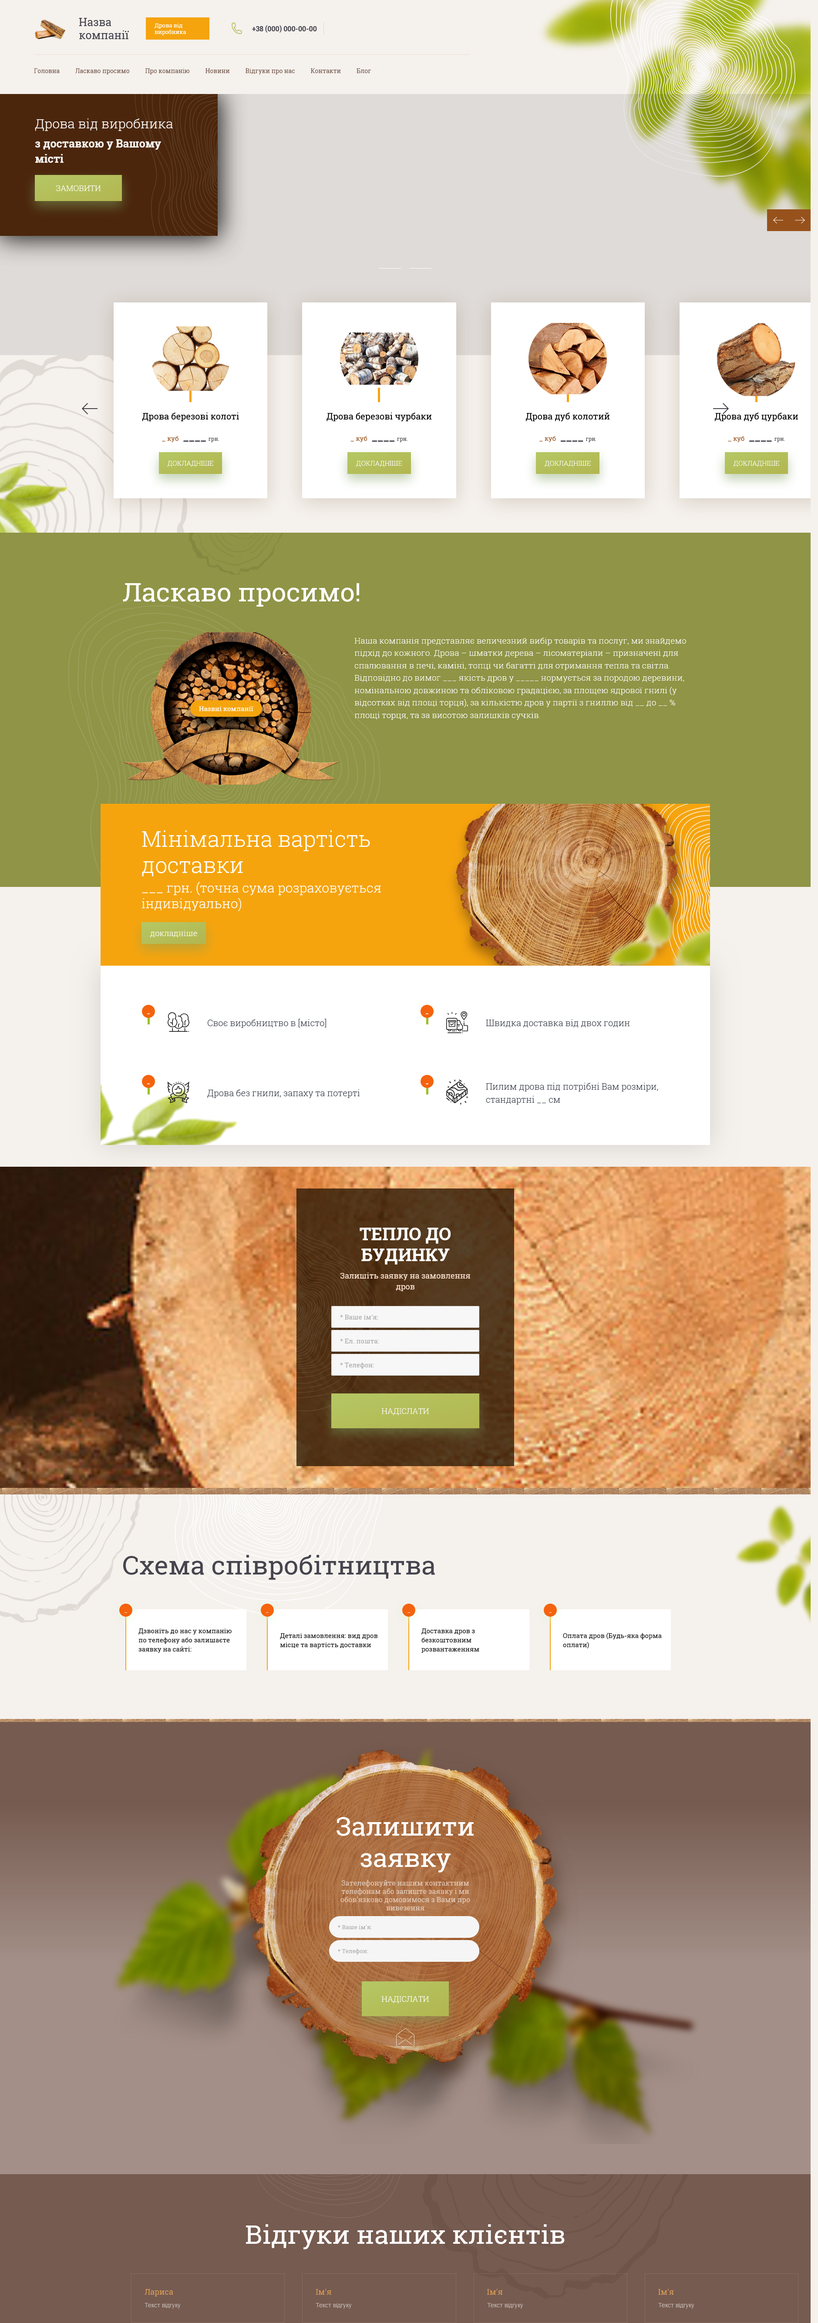 Назва
компанії
Дрова від
виробника
+38 (000) 000-00-00
Головна Ласкаво просимо Про компанію Новини Відгуки про нас Контакти Блог
Дрова від виробника
з доставкою у Вашому
місті
ЗАМОВИТИ
Дрова березові колоті
_ куб ____ грн.
ДОКЛАДНІШЕ
Дрова березові чурбаки
_ куб ____ грн.
ДОКЛАДНІШЕ
Дрова дуб колотий
_ куб ____ грн.
ДОКЛАДНІШЕ
Дрова дуб цурбаки
_ куб ____ грн.
ДОКЛАДНІШЕ
Ласкаво просимо!
Назві компанії
Наша компанія представляє величезний вибір товарів та послуг, ми знайдемо
підхід до кожного. Дрова – шматки дерева – лісоматеріали – призначені для
спалювання в печі, каміні, топці чи багатті для отримання тепла та світла.
Відповідно до вимог ___ якість дров у _____ нормується за породою деревини,
номінальною довжиною та обліковою градацією, за площею ядрової гнилі (у
відсотках від площі торця), за кількістю дров у партії з гниллю від __ до __ %
площі торця, та за висотою залишків сучків.
Мінімальна вартість
доставки
___ грн. (точна сума розраховується
індивідуально)
докладніше
Своє виробництво в [місто]
Швидка доставка від двох годин
Дрова без гнили, запаху та потерті
Пилим дрова під потрібні Вам розміри,
стандартні __ см
ТЕПЛО ДО
БУДИНКУ
Залишіть заявку на замовлення
дров
* Ваше ім'я:
* Ел. пошта:
* Телефон:
НАДІСЛАТИ
Схема співробітництва
Дзвоніть до нас у компанію
по телефону або залишаєте
заявку на сайті:
Деталі замовлення: вид дров
місце та вартість доставки
Доставка дров з
безкоштовним
розвантаженням
Оплата дров (Будь-яка форма
оплати)
Залишити
заявку
Зателефонуйте нашим контактним
телефонам або залиште заявку і ми
обов'язково домовимося з Вами про
вивезення
* Ваше ім'я:
* Телефон:
НАДІСЛАТИ
Відгуки наших клієнтів
Лариса
Текст відгуку
Ім'я
Текст відгуку
Ім'я
Текст відгуку
Ім'я
Текст відгуку